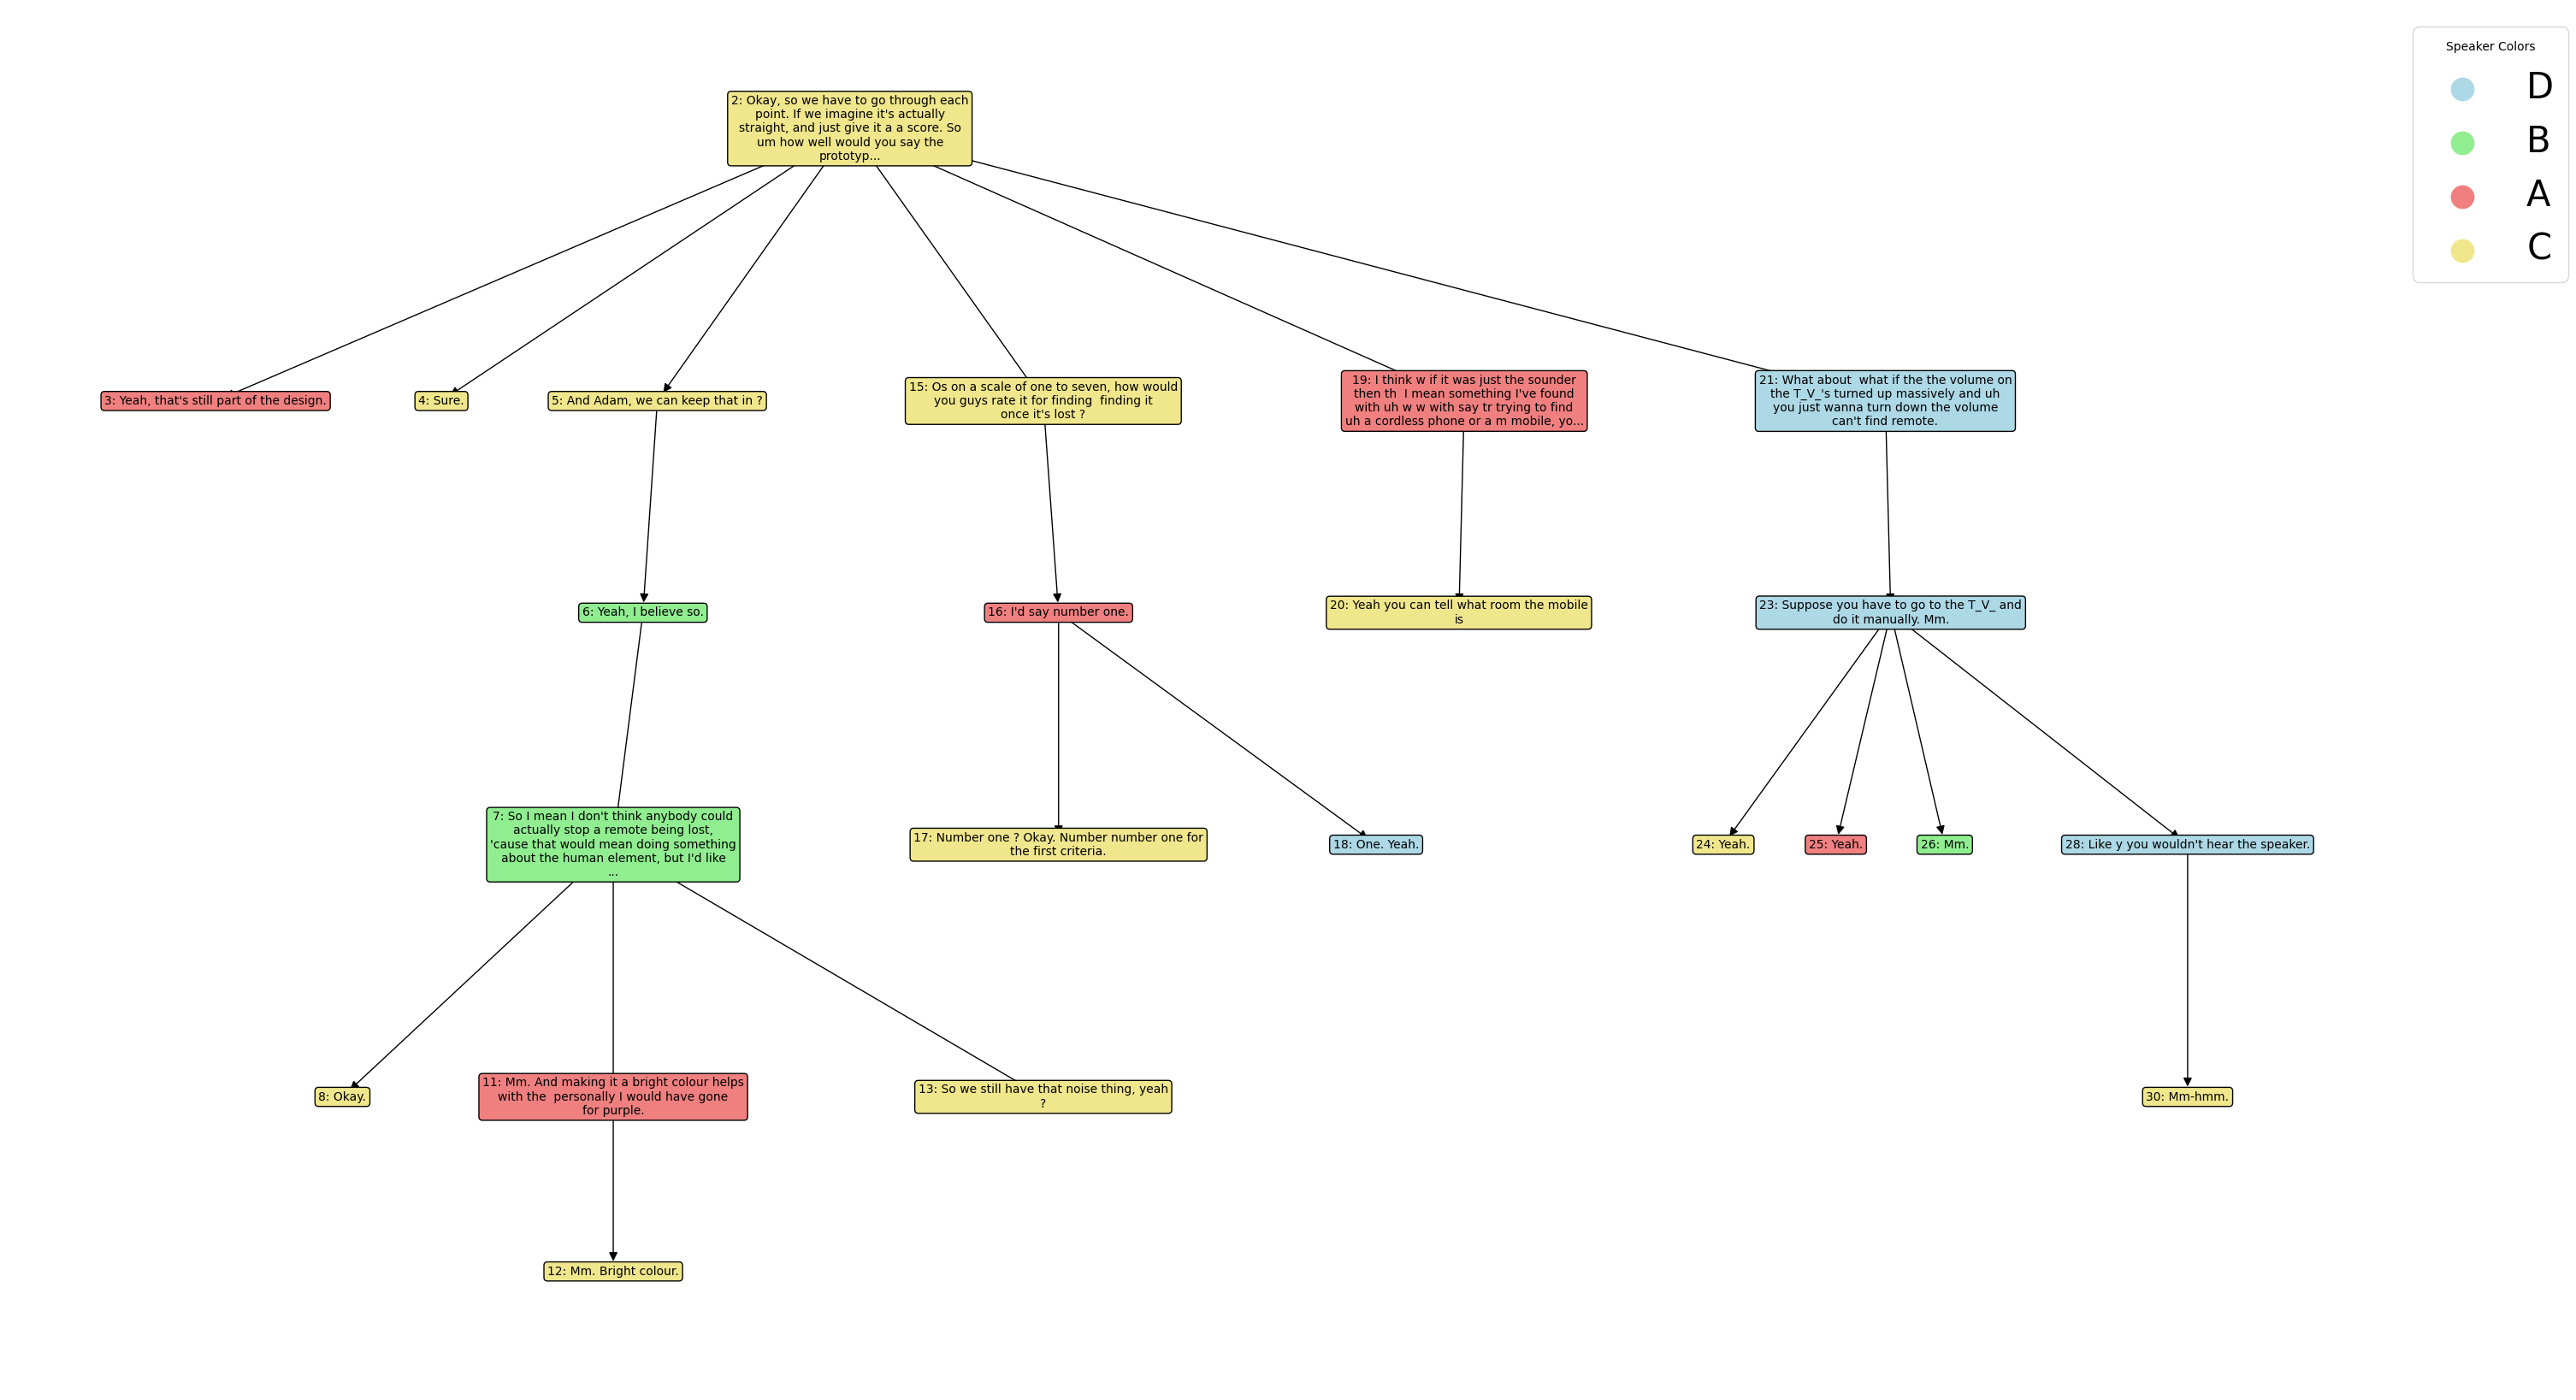 Speaker Colors
D
B
A
C
2: Okay, so we have to go through each
point. If we imagine it's actually
straight, and just give it a a score. So
um how well would you say the
prototyp...
3: Yeah, that's still part of the design.
4: Sure.
5: And Adam, we can keep that in ?
15: Os on a scale of one to seven, how would
you guys rate it for finding  finding it
once it's lost ?
19: I think w if it was just the sounder
then th  I mean something I've found
with uh w w with say tr trying to find
uh a cordless phone or a m mobile, yo...
21: What about  what if the the volume on
the T_V_'s turned up massively and uh
you just wanna turn down the volume
can't find remote.
6: Yeah, I believe so.
16: I'd say number one.
20: Yeah you can tell what room the mobile
is
23: Suppose you have to go to the T_V_ and
do it manually. Mm.
7: So I mean I don't think anybody could
actually stop a remote being lost,
'cause that would mean doing something
about the human element, but I'd like
...
17: Number one ? Okay. Number number one for
the first criteria.
18: One. Yeah.
24: Yeah.
25: Yeah.
26: Mm.
28: Like y you wouldn't hear the speaker.
8: Okay.
11: Mm. And making it a bright colour helps
with the  personally I would have gone
for purple.
13: So we still have that noise thing, yeah
?
30: Mm-hmm.
12: Mm. Bright colour.